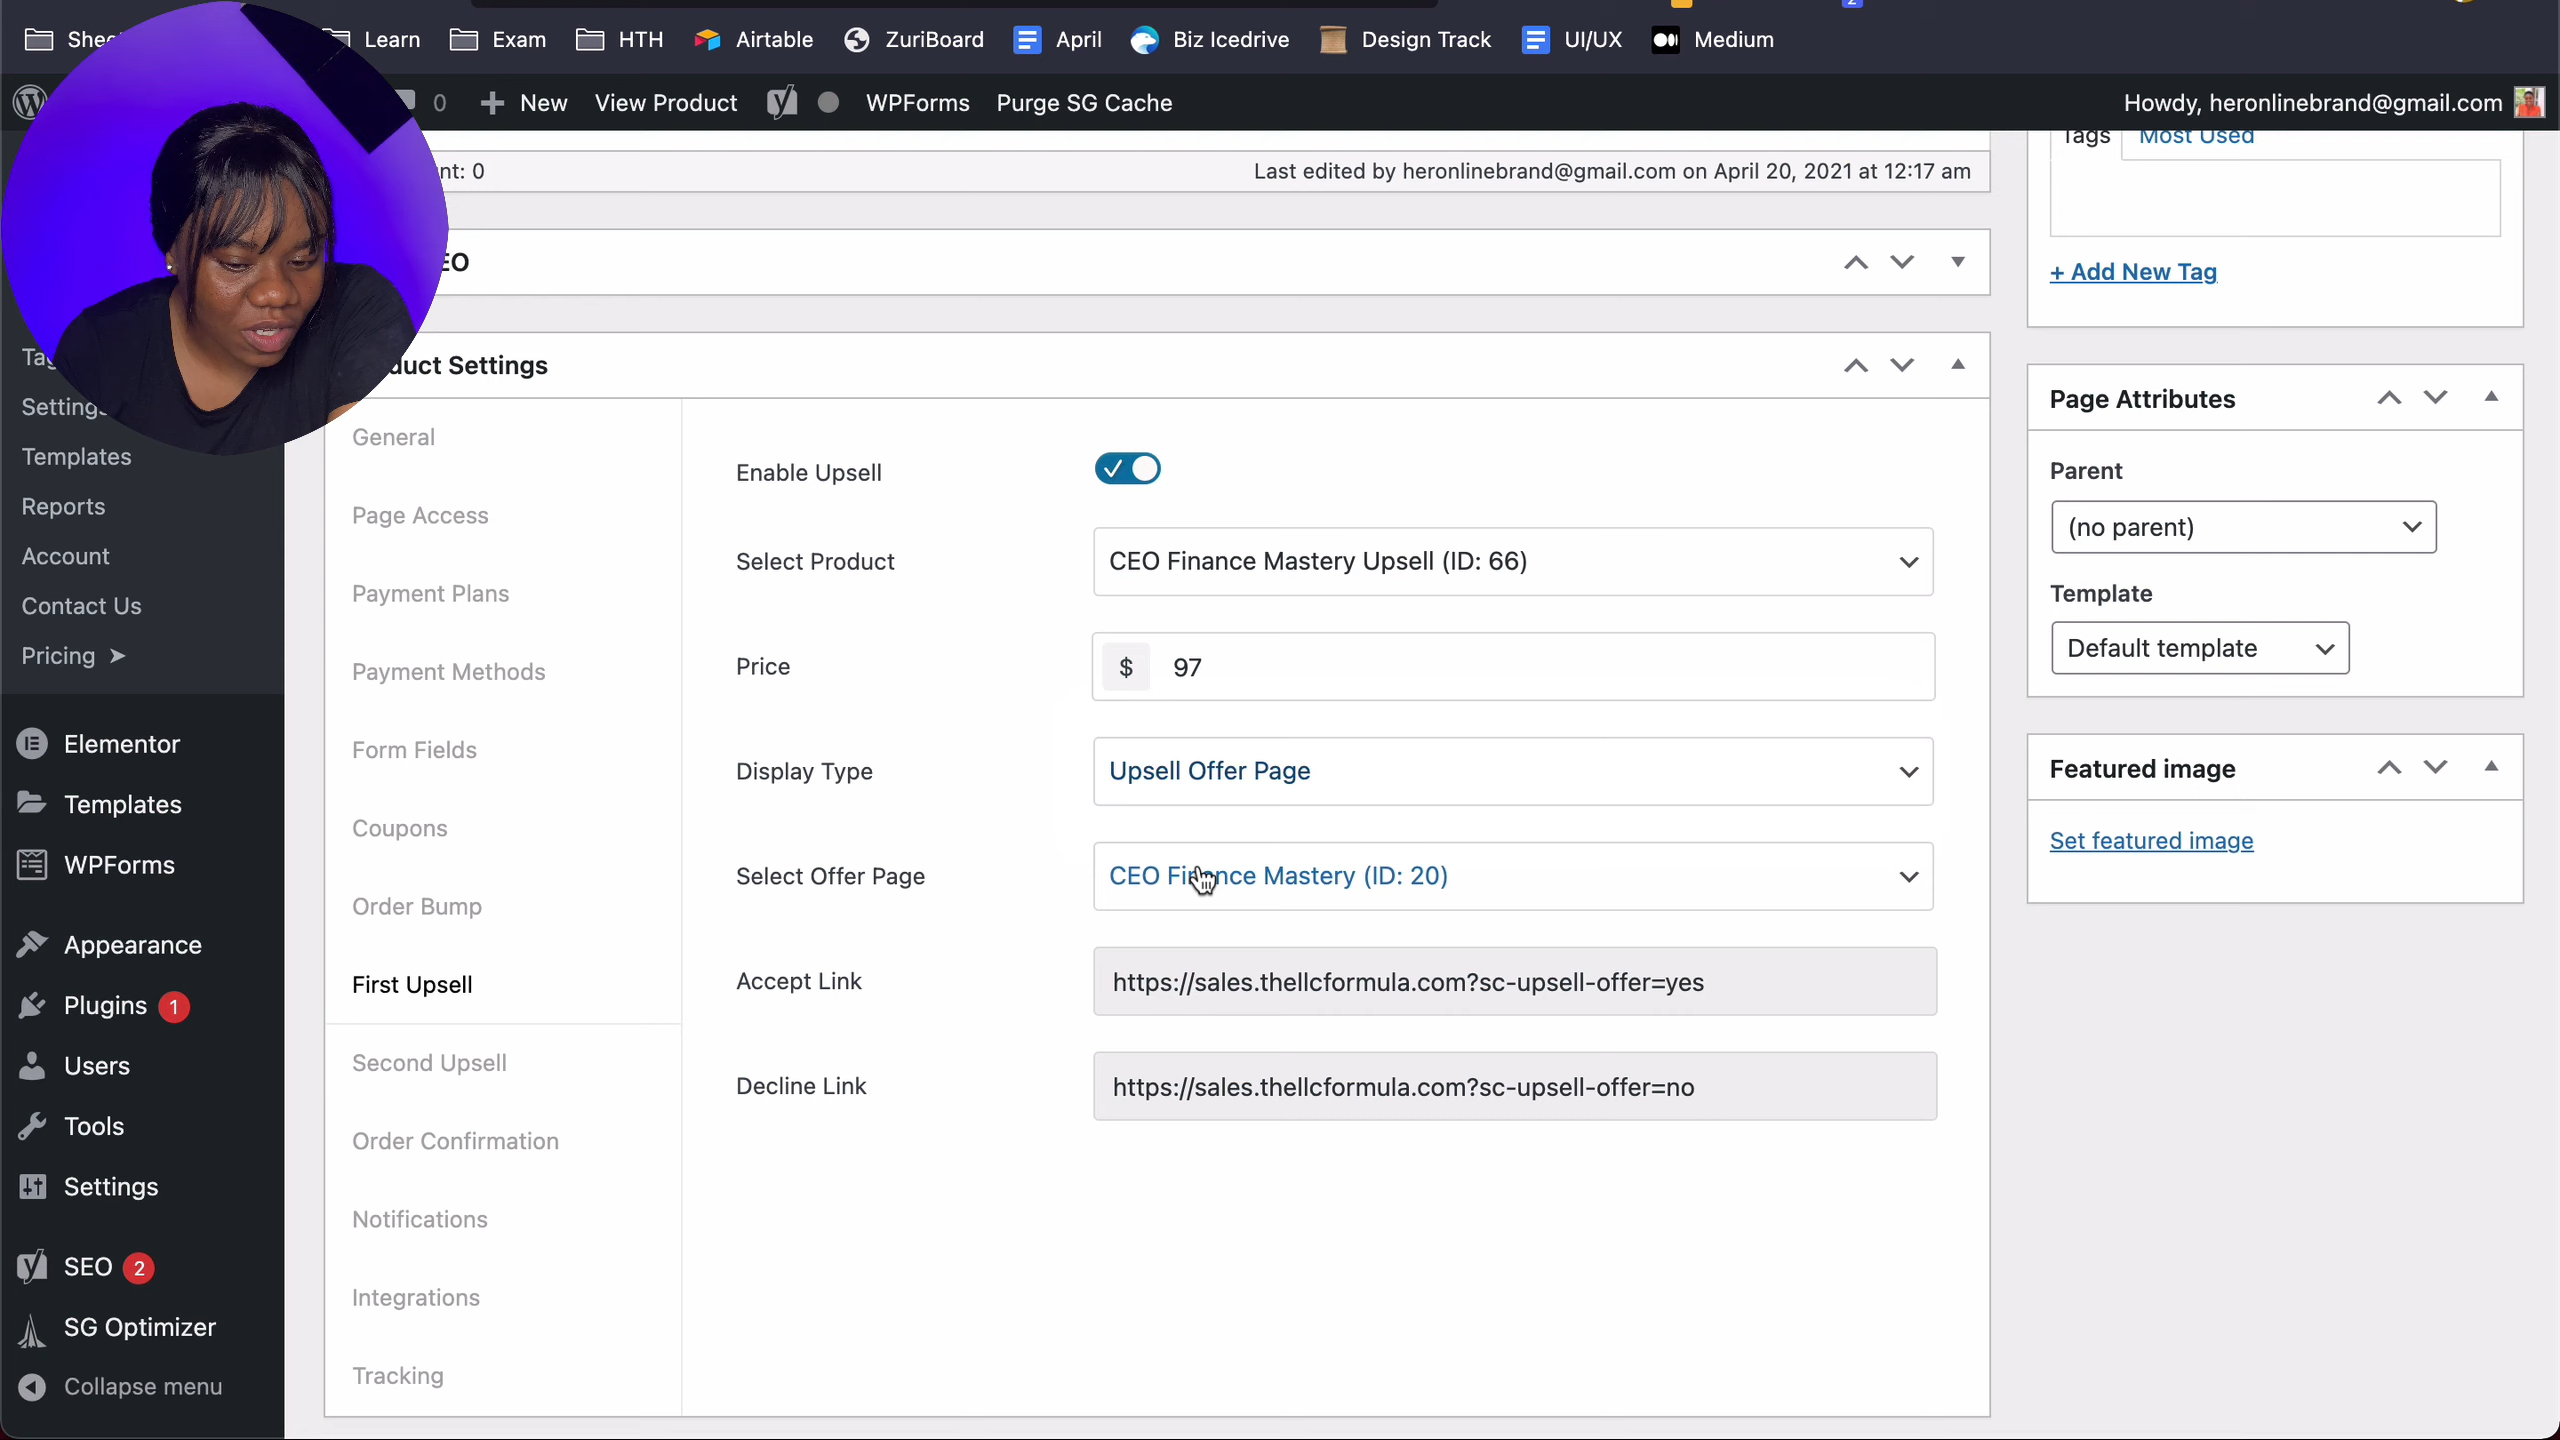 Learn
Exam
HTH
Airtable
ZuriBoard
April
Biz Icedrive
Design Track
UI/UX
Medium
0
New
View Product
WPForms
Purge SG Cache
Howdy, heronlinebrand@gmail.com
Tags
Most Used
nt: 0
Last edited by heronlinebrand@gmail.com on April 20, 2021 at 12:17 am
+ Add New Tag
EO
duct Settings
Settings
Templates
Reports
Account
Contact Us
Pricing ➤
Elementor
Templates
WPForms
Appearance
Plugins 1
Users
Tools
Settings
SEO 2
SG Optimizer
Collapse menu
General
Page Access
Payment Plans
Payment Methods
Form Fields
Coupons
Order Bump
First Upsell
Second Upsell
Order Confirmation
Notifications
Integrations
Tracking
Enable Upsell
Select Product
CEO Finance Mastery Upsell (ID: 66)
Price
$ 97
Display Type
Upsell Offer Page
Select Offer Page
CEO Finance Mastery (ID: 20)
Accept Link
https://sales.thellcformula.com?sc-upsell-offer=yes
Decline Link
https://sales.thellcformula.com?sc-upsell-offer=no
Page Attributes
Parent
(no parent)
Template
Default template
Featured image
Set featured image